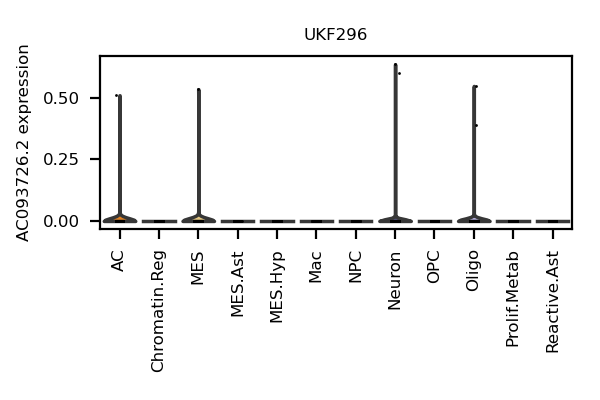 UKF296
AC093726.2 expression
0.50
0.25
0.00
AC
Chromatin.Reg
MES
MES.Ast
MES.Hyp
Mac
NPC
Neuron
OPC
Oligo
Prolif.Metab
Reactive.Ast